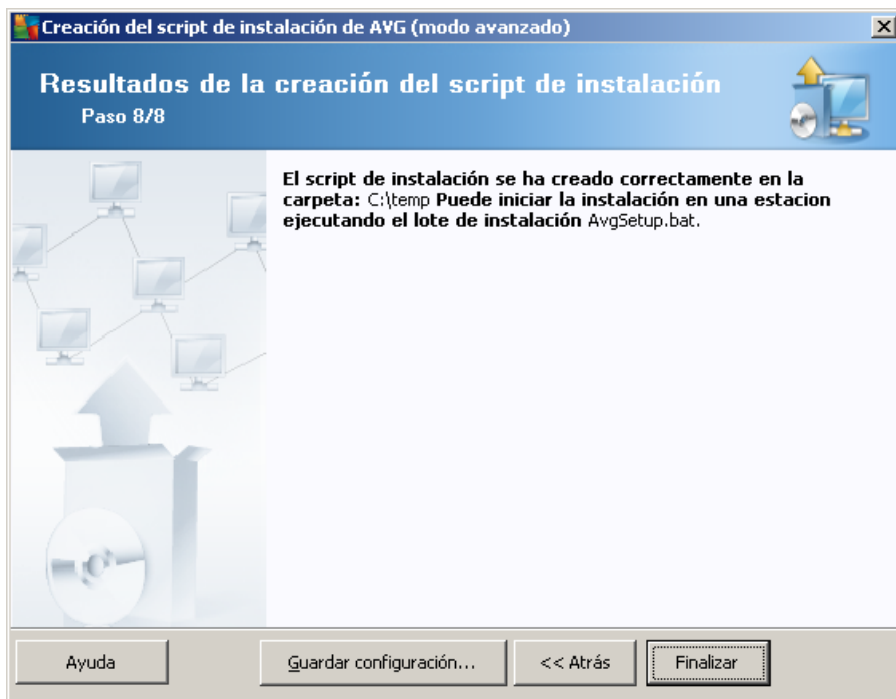 Creación del script de instalación de AVG (modo avanzado)
Resultados de la creación del script de instalación
Paso 8/8
El script de instalación se ha creado correctamente en la
carpeta: C:\temp Puede iniciar la instalación en una estacion
ejecutando el lote de instalación AvgSetup.bat.
Ayuda
Guardar configuración...
<< Atrás
Finalizar